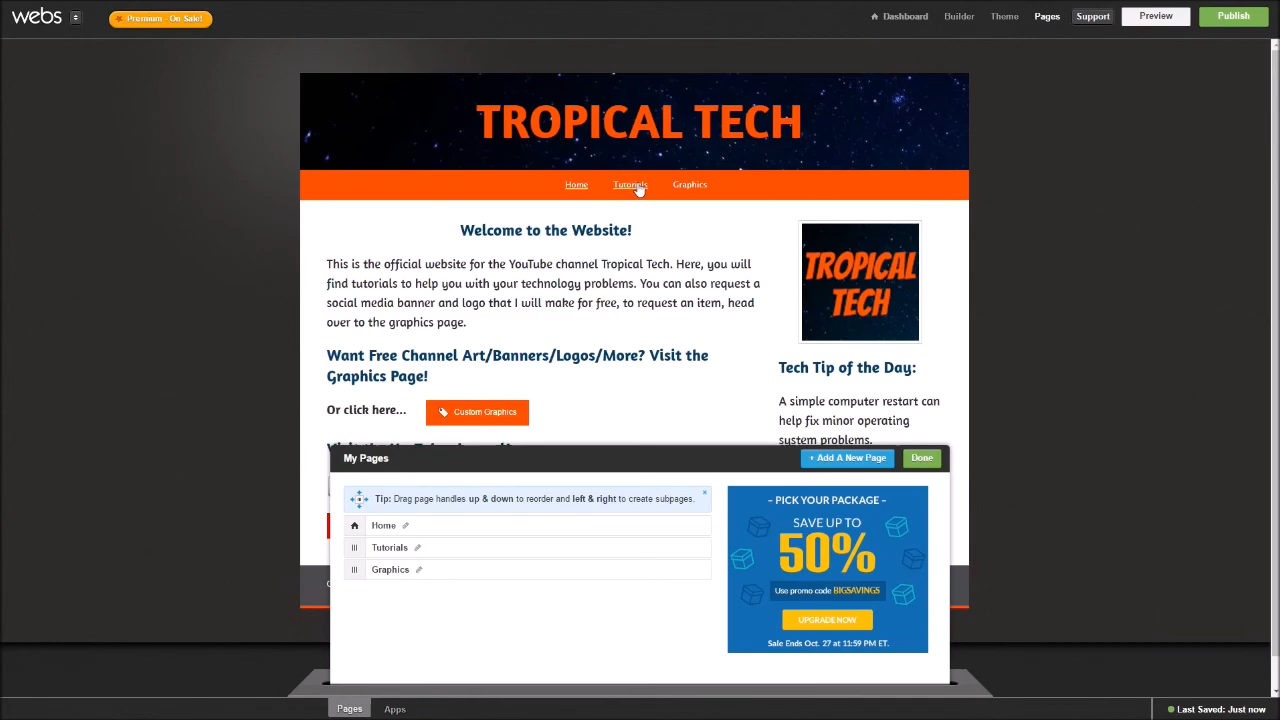 webs
Premium - On Sale!
Dashboard
Builder
Theme
Pages
Support
Preview
Publish
TROPICAL TECH
Home
Tutorials
Graphics
Welcome to the Website!
This is the official website for the YouTube channel Tropical Tech. Here, you will
find tutorials to help you with your technology problems. You can also request a
social media banner and logo that I will make for free, to request an item, head
over to the graphics page.
Want Free Channel Art/Banners/Logos/More? Visit the
Graphics Page!
Or click here...
Custom Graphics
TROPICAL
TECH
Tech Tip of the Day:
A simple computer restart can
help fix minor operating
system problems.
My Pages
+ Add A New Page
Done
Tip: Drag page handles up & down to reorder and left & right to create subpages.
x
Home
Tutorials
Graphics
– PICK YOUR PACKAGE –
SAVE UP TO
50%
Use promo code BIGSAVINGS
UPGRADE NOW
Sale Ends Oct. 27 at 11:59 PM ET.
Pages
Apps
Last Saved: Just now